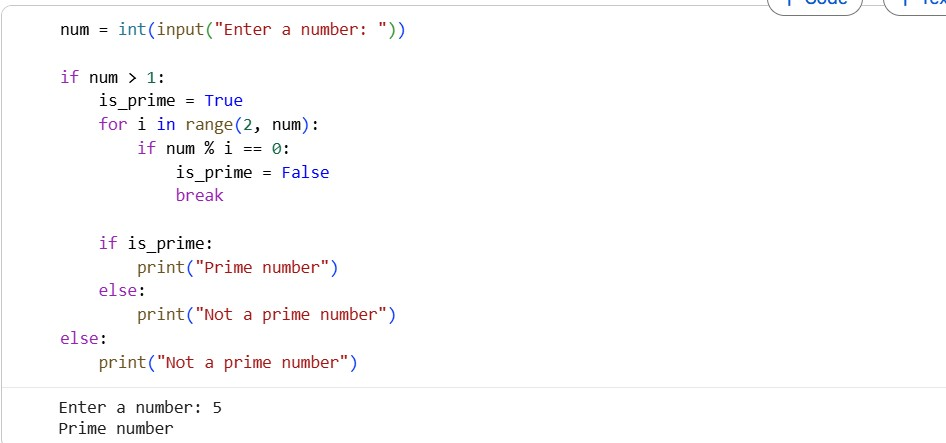 Code Text
num = int(input("Enter a number: "))

if num > 1:
    is_prime = True
    for i in range(2, num):
        if num % i == 0:
            is_prime = False
            break

    if is_prime:
        print("Prime number")
    else:
        print("Not a prime number")
else:
    print("Not a prime number")
Enter a number: 5
Prime number